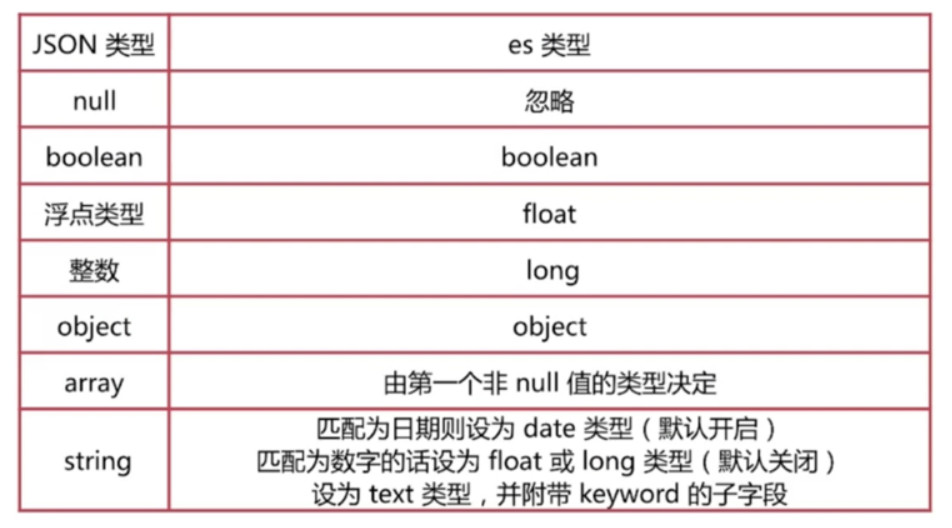 JSON 类型 es 类型
null 忽略
boolean boolean
浮点类型 float
整数 long
object object
array 由第一个非 null 值的类型决定
匹配为日期则设为 date 类型（默认开启）
string 匹配为数字的话设为 float 或 long 类型（默认关闭）
设为 text 类型，并附带 keyword 的子字段